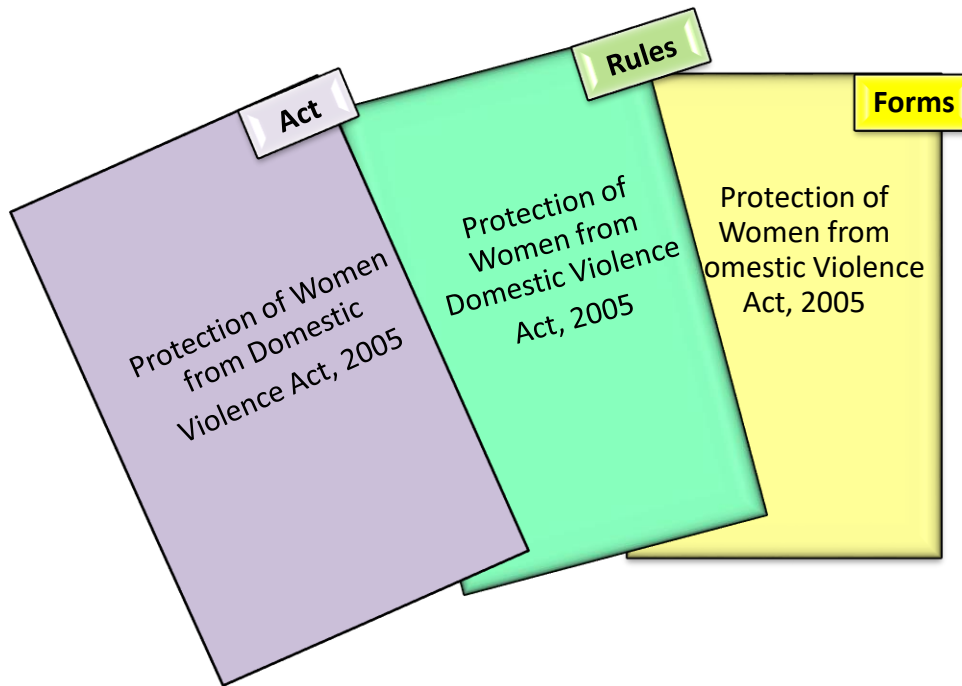 Act
Protection of Women
from Domestic
Violence Act, 2005
Rules
Protection of
Women from
Domestic Violence
Act, 2005
Forms
Protection of
Women from
omestic Violence
Act, 2005